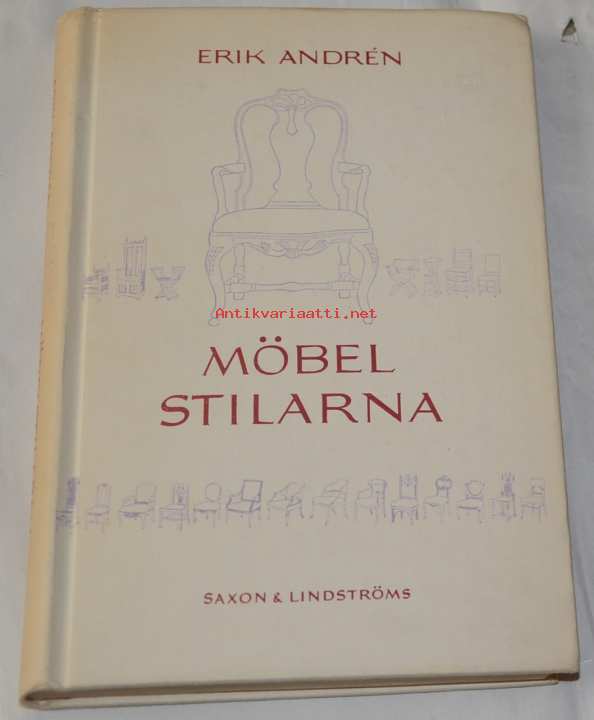 ERIK ANDRÉN
Antikvariaatti.net
MÖBEL
STILARNA
SAXON & LINDSTRÖMS